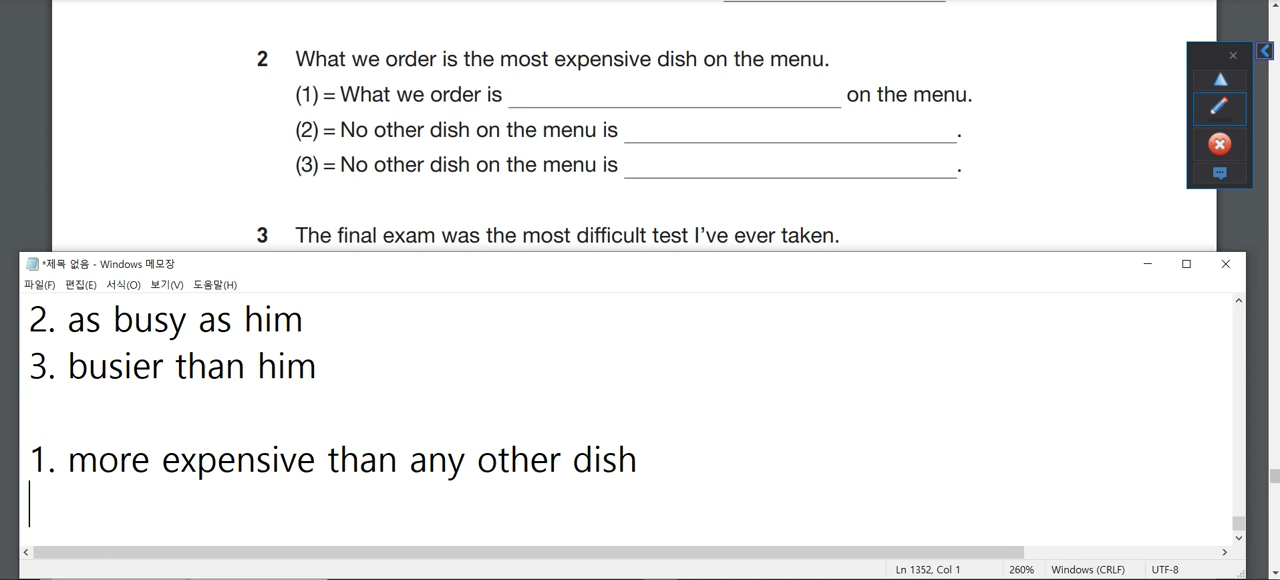 2 What we order is the most expensive dish on the menu.
(1) = What we order is ____________________ on the menu.
(2) = No other dish on the menu is ____________________.
(3) = No other dish on the menu is ____________________.
3 The final exam was the most difficult test I've ever taken.
*제목 없음 - Windows 메모장
파일(F) 편집(E) 서식(O) 보기(V) 도움말(H)
2. as busy as him
3. busier than him
1. more expensive than any other dish
Ln 1352, Col 1 260% Windows (CRLF) UTF-8